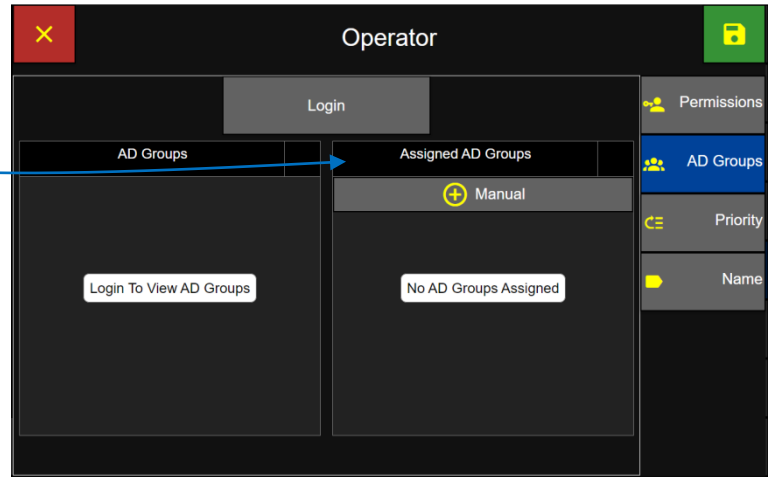 Operator
Login
Permissions
AD Groups
Assigned AD Groups
AD Groups
Manual
Priority
Login To View AD Groups
No AD Groups Assigned
Name